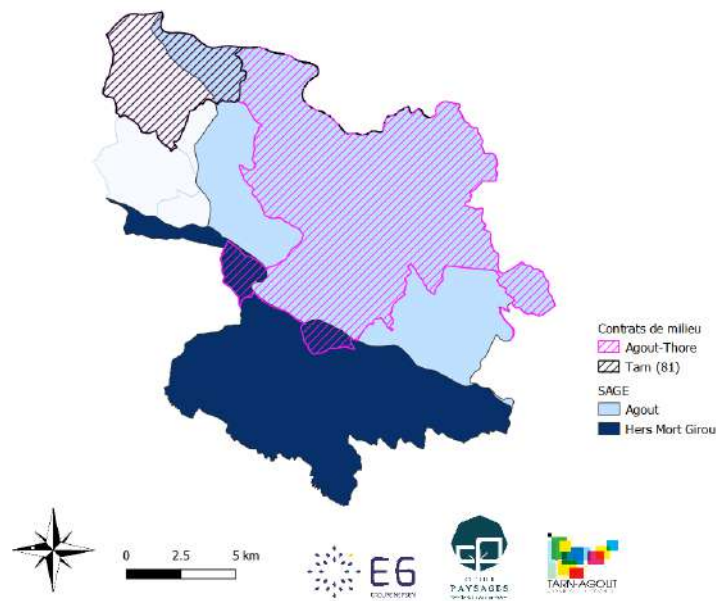 Contrats de milieu
Agout-Thore
Tarn (81)
SAGE
Agout
Hers Mort Girou
0 2.5 5 km
E6
PAYSAGES
TARN-AGOUT